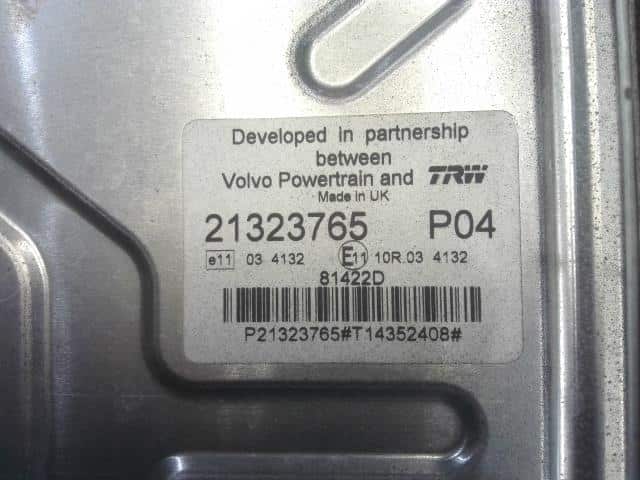 Developed in partnership
between
Volvo Powertrain and TRW
Made in UK
21323765 P04
e11 03 4132 E11 10R.03 4132
81422D
P21323765#T14352408#